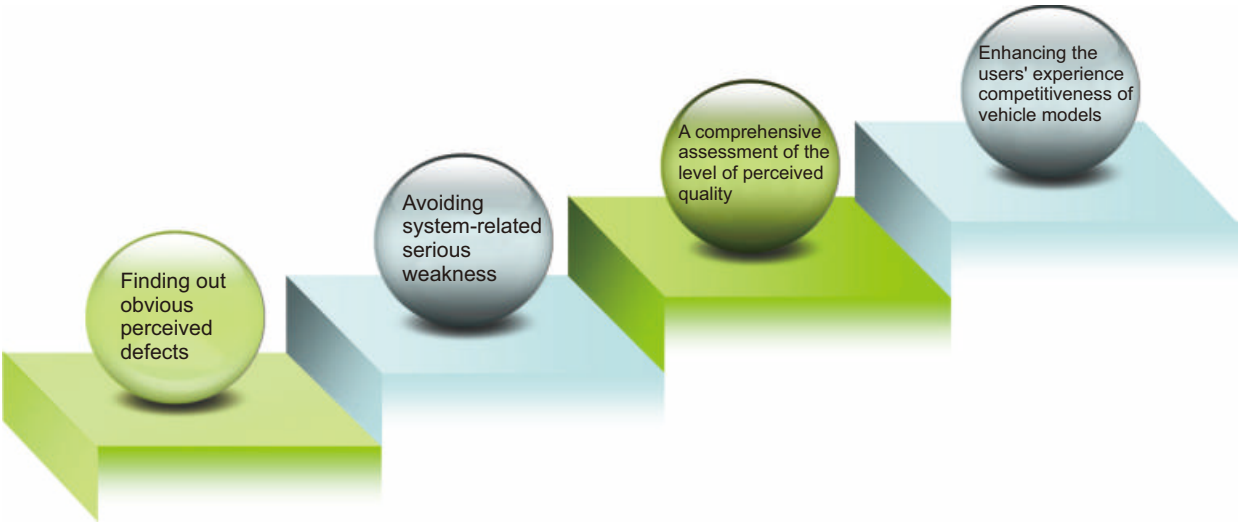 Finding out
obvious
perceived
defects
Avoiding
system-related
serious
weakness
A comprehensive
assessment of the
level of perceived
quality
Enhancing the
users' experience
competitiveness of
vehicle models